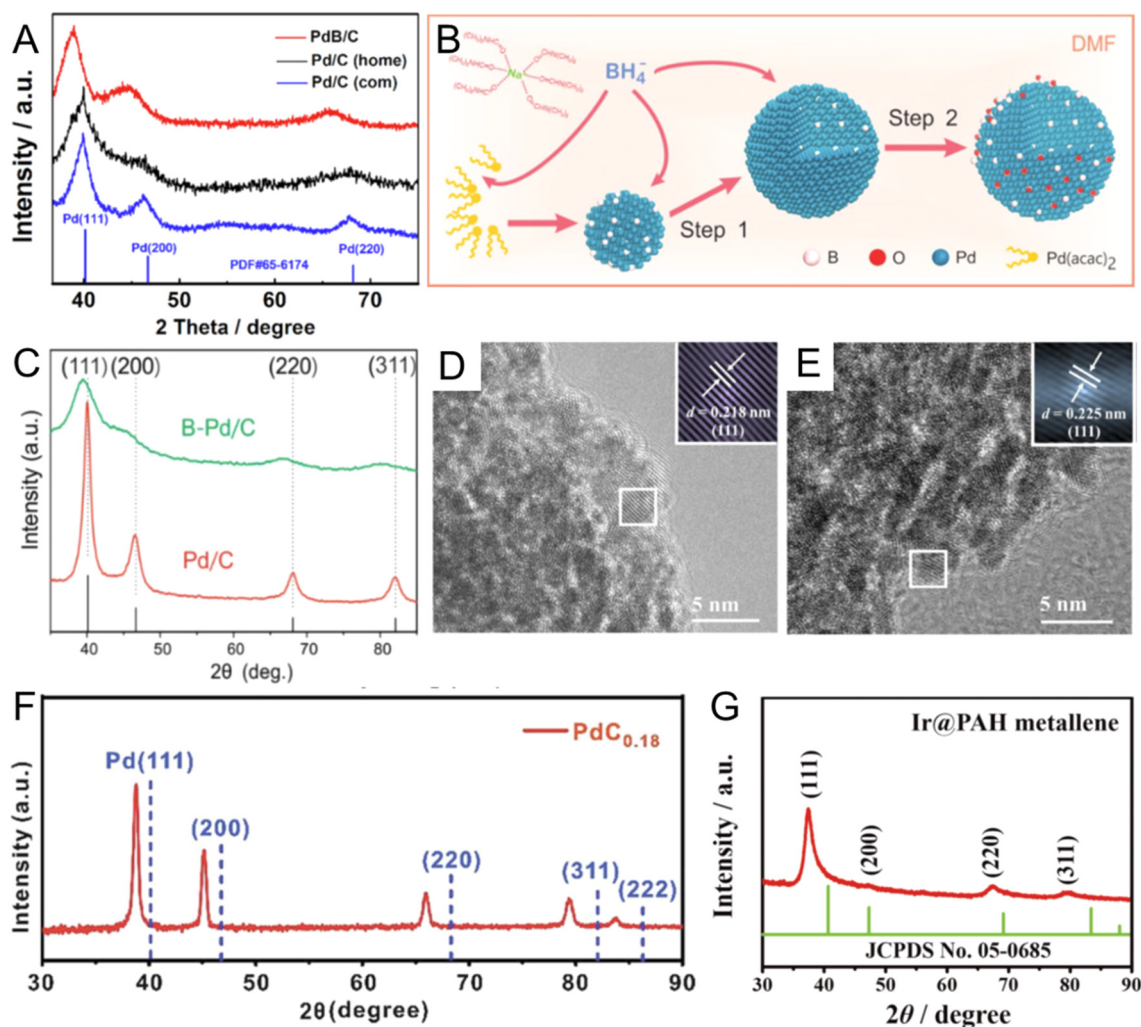 A
PdB/C
Pd/C (home)
Pd/C (com)
Intensity / a.u.
Pd(111)
Pd(200)
Pd(220)
PDF#65-6174
40
50
60
70
2 Theta / degree
B
DMF
Na
BH₄⁻
Step 1
Step 2
B
O
Pd
Pd(acac)₂
C
(111)
(200)
(220)
(311)
B-Pd/C
Pd/C
Intensity (a.u.)
40
50
60
70
80
2θ (deg.)
D
d = 0.218 nm
(111)
5 nm
E
d = 0.225 nm
(111)
5 nm
F
PdC₀.₁₈
Pd(111)
(200)
(220)
(311)
(222)
Intensity (a.u.)
30
40
50
60
70
80
90
2θ(degree)
G
Ir@PAH metallene
(111)
(200)
(220)
(311)
Intensity / a.u.
JCPDS No. 05-0685
30
40
50
60
70
80
90
2θ / degree